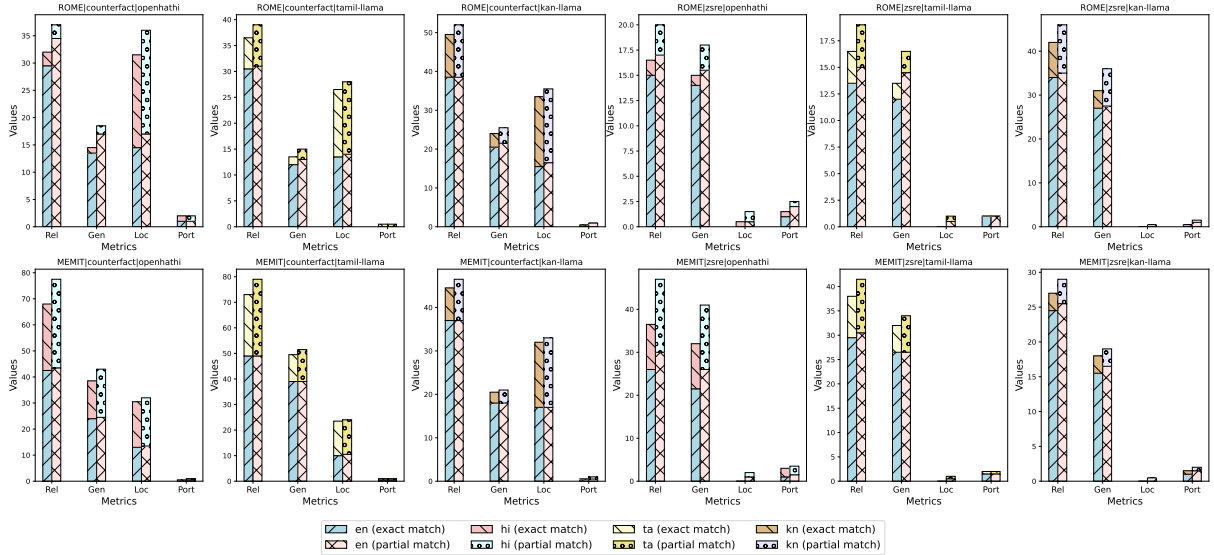 ROME|counterfact|openhathi
ROME|counterfact|tamil-llama
ROME|counterfact|kan-llama
ROME|zsre|openhathi
ROME|zsre|tamil-llama
ROME|zsre|kan-llama
Values
35
30
25
20
15
10
5
0
Rel Gen Loc Port
Metrics
Values
40
35
30
25
20
15
10
5
0
Rel Gen Loc Port
Metrics
Values
50
40
30
20
10
0
Rel Gen Loc Port
Metrics
Values
20.0
17.5
15.0
12.5
10.0
7.5
5.0
2.5
0.0
Rel Gen Loc Port
Metrics
Values
17.5
15.0
12.5
10.0
7.5
5.0
2.5
0.0
Rel Gen Loc Port
Metrics
Values
40
30
20
10
0
Rel Gen Loc Port
Metrics
MEMIT|counterfact|openhathi
MEMIT|counterfact|tamil-llama
MEMIT|counterfact|kan-llama
MEMIT|zsre|openhathi
MEMIT|zsre|tamil-llama
MEMIT|zsre|kan-llama
Values
80
70
60
50
40
30
20
10
0
Rel Gen Loc Port
Metrics
Values
80
70
60
50
40
30
20
10
0
Rel Gen Loc Port
Metrics
Values
40
30
20
10
0
Rel Gen Loc Port
Metrics
Values
40
30
20
10
0
Rel Gen Loc Port
Metrics
Values
40
35
30
25
20
15
10
5
0
Rel Gen Loc Port
Metrics
Values
30
25
20
15
10
5
0
Rel Gen Loc Port
Metrics
en (exact match) hi (exact match) ta (exact match) kn (exact match)
en (partial match) hi (partial match) ta (partial match) kn (partial match)